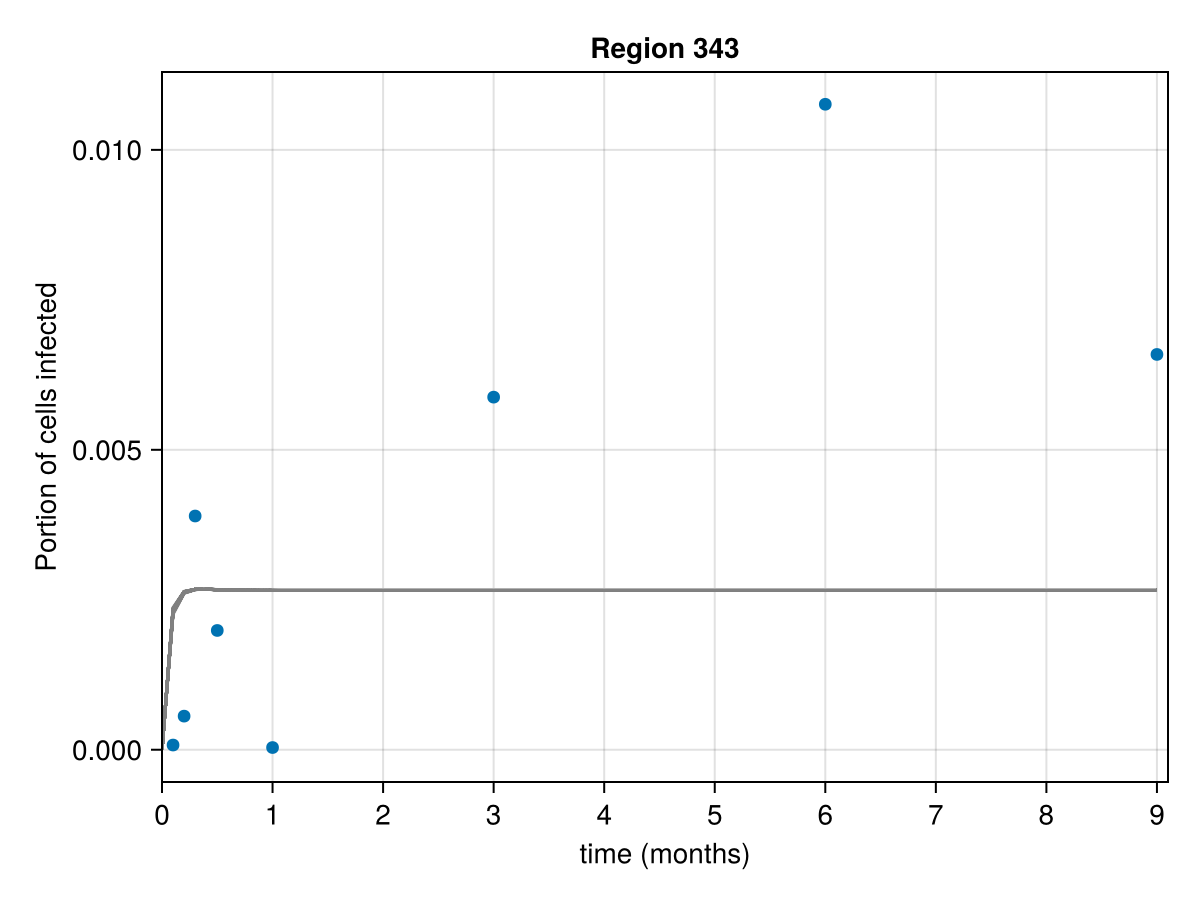 Region 343
Portion of cells infected
0.010
0.005
0.000
0 1 2 3 4 5 6 7 8 9
time (months)